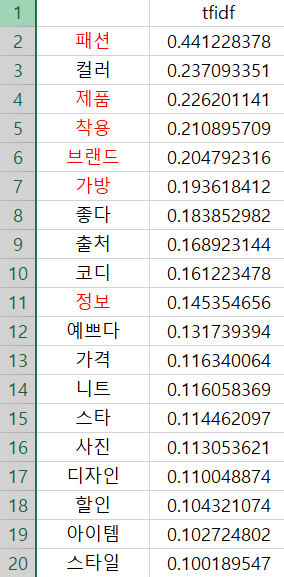 1 tfidf
2 패션 0.441228378
3 컬러 0.237093351
4 제품 0.226201141
5 착용 0.210895709
6 브랜드 0.204792316
7 가방 0.193618412
8 좋다 0.183852982
9 출처 0.168923144
10 코디 0.161223478
11 정보 0.145354656
12 예쁘다 0.131739394
13 가격 0.116340064
14 니트 0.116058369
15 스타 0.114462097
16 사진 0.113053621
17 디자인 0.110048874
18 할인 0.104321074
19 아이템 0.102724802
20 스타일 0.100189547